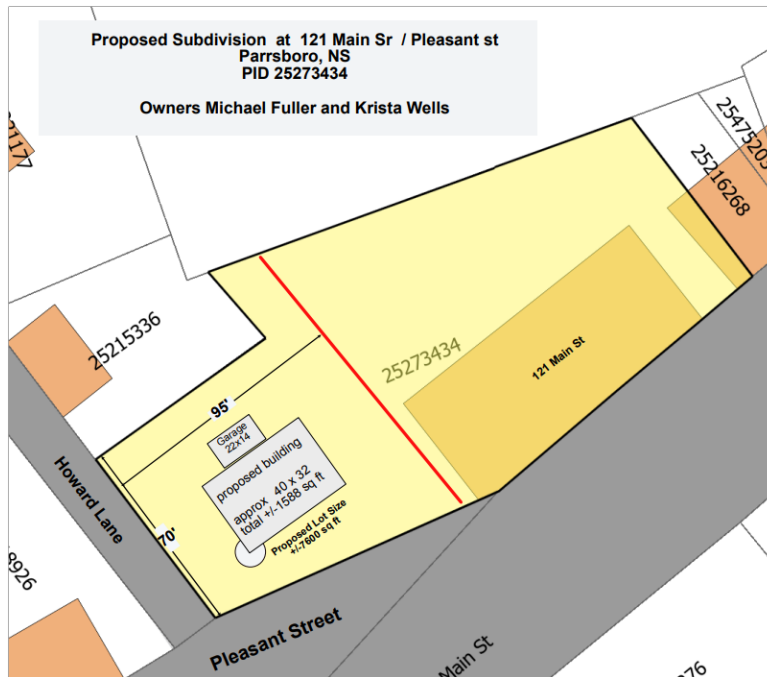 Proposed Subdivision at 121 Main Sr / Pleasant st
Parrsboro, NS
PID 25273434
Owners Michael Fuller and Krista Wells
25475205
25216268
25215336
25273434
121 Main St
95'
Garage
22x14
proposed building
approx 40 x 32
total +/-1588 sq ft
Proposed Lot Size
+/-7600 sq ft
Howard Lane
70'
Pleasant Street
Main St